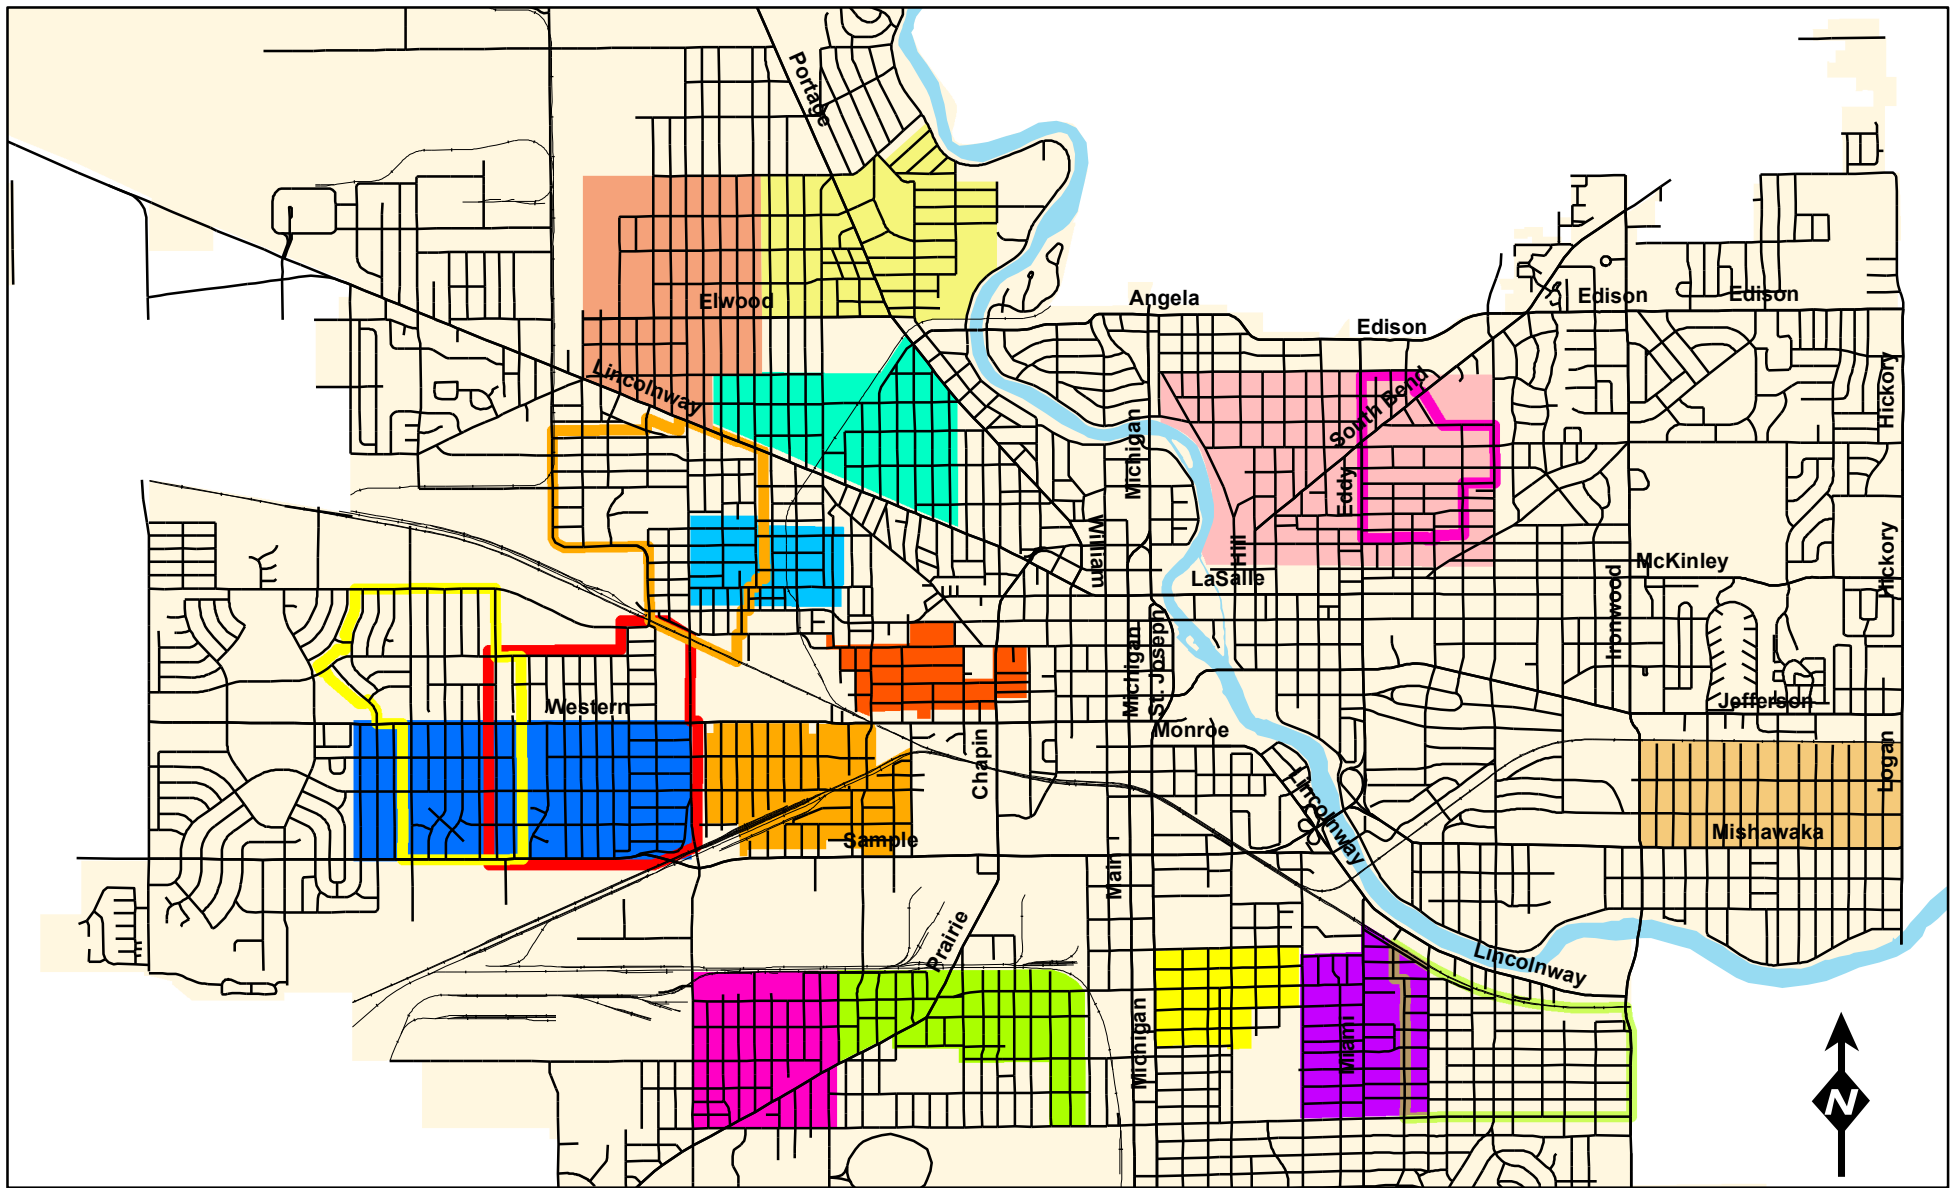 Portage
Elwood
Angela
Edison
Edison
Edison
Lincolnway
South Bend
Hickory
Michigan
Eddy
William
Hill
LaSalle
McKinley
Hickory
Ironwood
Michigan
St. Joseph
Western
Monroe
Jefferson
Chapin
Logan
Lincolnway
Sample
Mishawaka
Main
Prairie
Lincolnway
Michigan
Miami
N